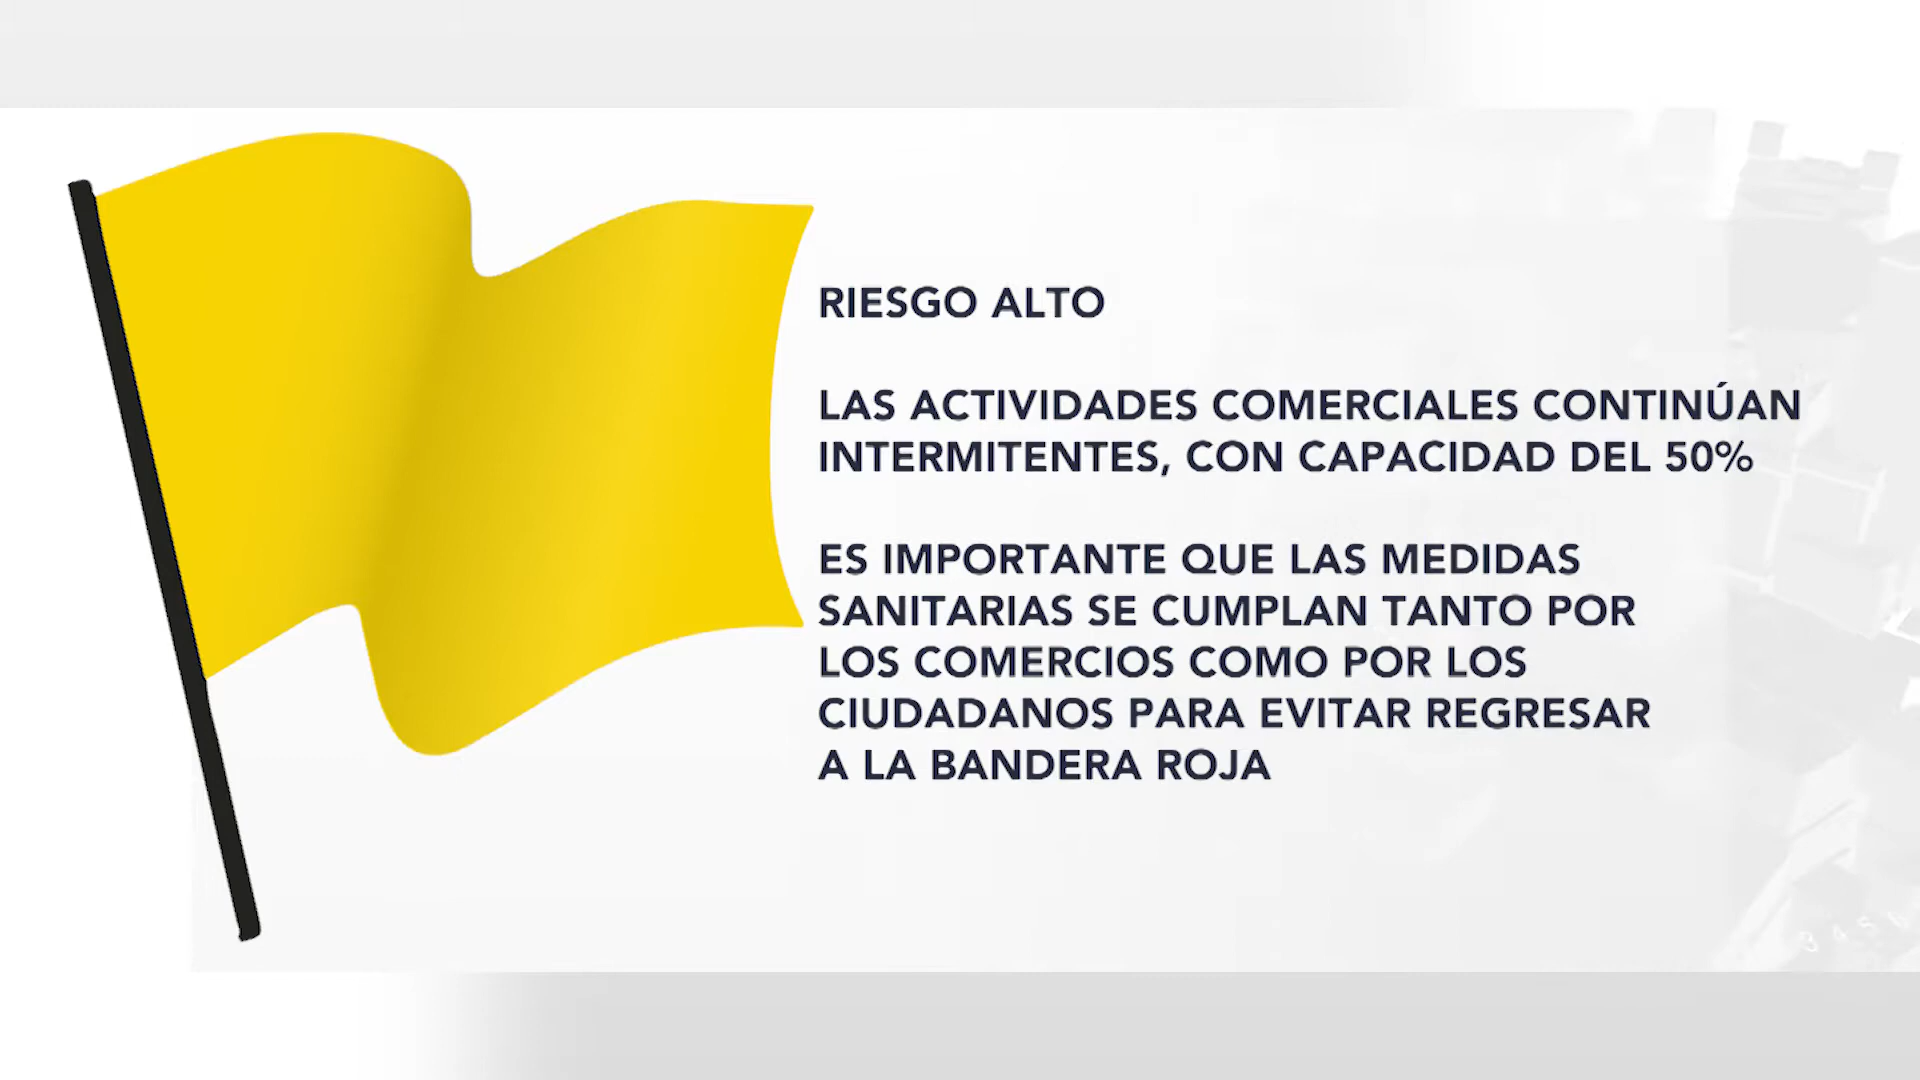 RIESGO ALTO
LAS ACTIVIDADES COMERCIALES CONTINÚAN
INTERMITENTES, CON CAPACIDAD DEL 50%
ES IMPORTANTE QUE LAS MEDIDAS
SANITARIAS SE CUMPLAN TANTO POR
LOS COMERCIOS COMO POR LOS
CIUDADANOS PARA EVITAR REGRESAR
A LA BANDERA ROJA